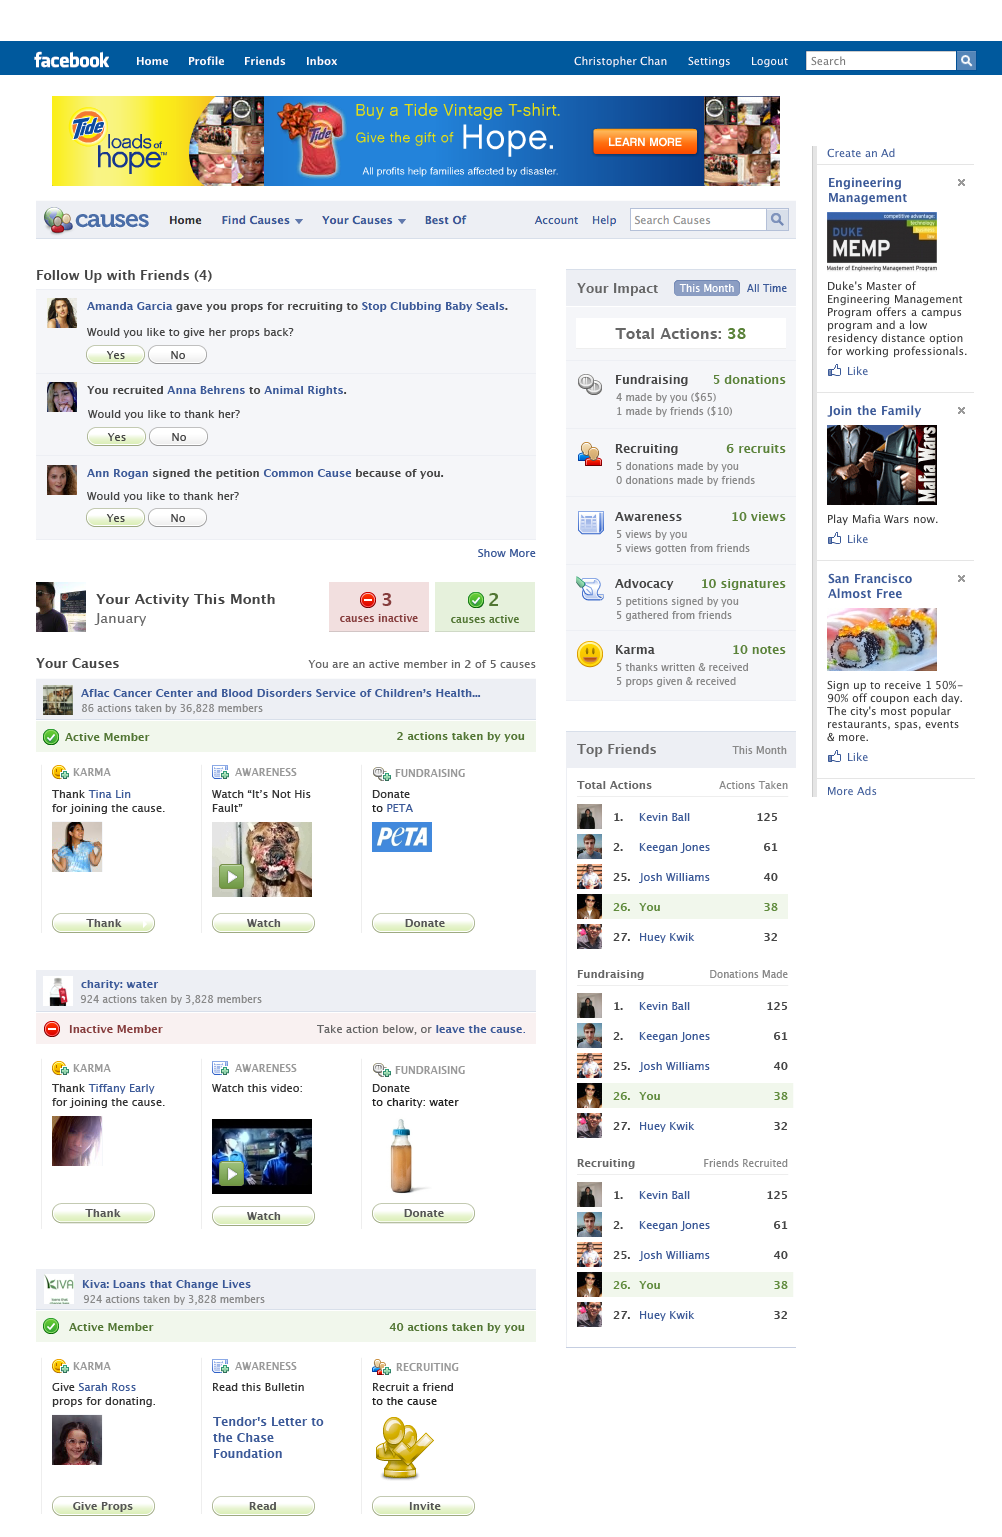 facebook Home Profile Friends Inbox Christopher Chan Settings Logout Search
Tide loads of hope™
Buy a Tide Vintage T-shirt.
Give the gift of Hope.
LEARN MORE
All profits help families affected by disaster.
causes Home Find Causes Your Causes Best Of Account Help Search Causes
Follow Up with Friends (4)
Amanda Garcia gave you props for recruiting to Stop Clubbing Baby Seals.
Would you like to give her props back?
Yes No
You recruited Anna Behrens to Animal Rights.
Would you like to thank her?
Yes No
Ann Rogan signed the petition Common Cause because of you.
Would you like to thank her?
Yes No
Show More
Your Activity This Month
January
3
causes inactive
2
causes active
Your Causes You are an active member in 2 of 5 causes
Aflac Cancer Center and Blood Disorders Service of Children's Health...
86 actions taken by 36,828 members
Active Member 2 actions taken by you
KARMA
Thank Tina Lin
for joining the cause.
Thank
AWARENESS
Watch “It's Not His
Fault”
Watch
FUNDRAISING
Donate
to PETA
PETA
Donate
charity: water
924 actions taken by 3,828 members
Inactive Member Take action below, or leave the cause.
KARMA
Thank Tiffany Early
for joining the cause.
Thank
AWARENESS
Watch this video:
Watch
FUNDRAISING
Donate
to charity: water
Donate
KIVA
Kiva: Loans that Change Lives
924 actions taken by 3,828 members
Active Member 40 actions taken by you
KARMA
Give Sarah Ross
props for donating.
Give Props
AWARENESS
Read this Bulletin
Tendor's Letter to
the Chase
Foundation
Read
RECRUITING
Recruit a friend
to the cause
Invite
Your Impact This Month All Time
Total Actions: 38
Fundraising 5 donations
4 made by you ($65)
1 made by friends ($10)
Recruiting 6 recruits
5 donations made by you
0 donations made by friends
Awareness 10 views
5 views by you
5 views gotten from friends
Advocacy 10 signatures
5 petitions signed by you
5 gathered from friends
Karma 10 notes
5 thanks written & received
5 props given & received
Top Friends This Month
Total Actions Actions Taken
1. Kevin Ball 125
2. Keegan Jones 61
25. Josh Williams 40
26. You 38
27. Huey Kwik 32
Fundraising Donations Made
1. Kevin Ball 125
2. Keegan Jones 61
25. Josh Williams 40
26. You 38
27. Huey Kwik 32
Recruiting Friends Recruited
1. Kevin Ball 125
2. Keegan Jones 61
25. Josh Williams 40
26. You 38
27. Huey Kwik 32
Create an Ad
Engineering
Management
competitive advantage:
technology
business
law
DUKE
MEMP
Master of Engineering Management Program
Duke's Master of
Engineering Management
Program offers a campus
program and a low
residency distance option
for working professionals.
Like
Join the Family
Mafia Wars
Play Mafia Wars now.
Like
San Francisco
Almost Free
Sign up to receive 1 50%-
90% off coupon each day.
The city's most popular
restaurants, spas, events
& more.
Like
More Ads